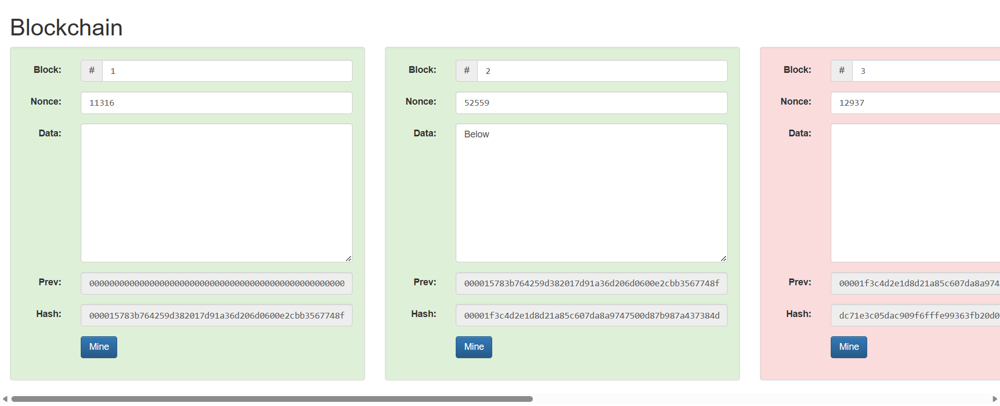 Blockchain
Block: # 1
Nonce: 11316
Data:
Prev: 0000000000000000000000000000000000000000000000000000
Hash: 000015783b764259d382017d91a36d206d0600e2cbb3567748f
Mine
Block: # 2
Nonce: 52559
Data: Below
Prev: 000015783b764259d382017d91a36d206d0600e2cbb3567748f
Hash: 00001f3c4d2e1d8d21a85c607da8a9747500d87b987a437384d
Mine
Block: # 3
Nonce: 12937
Data:
Prev: 00001f3c4d2e1d8d21a85c607da8a974
Hash: dc71e3c05dac909f6fffe99363fb20d0
Mine